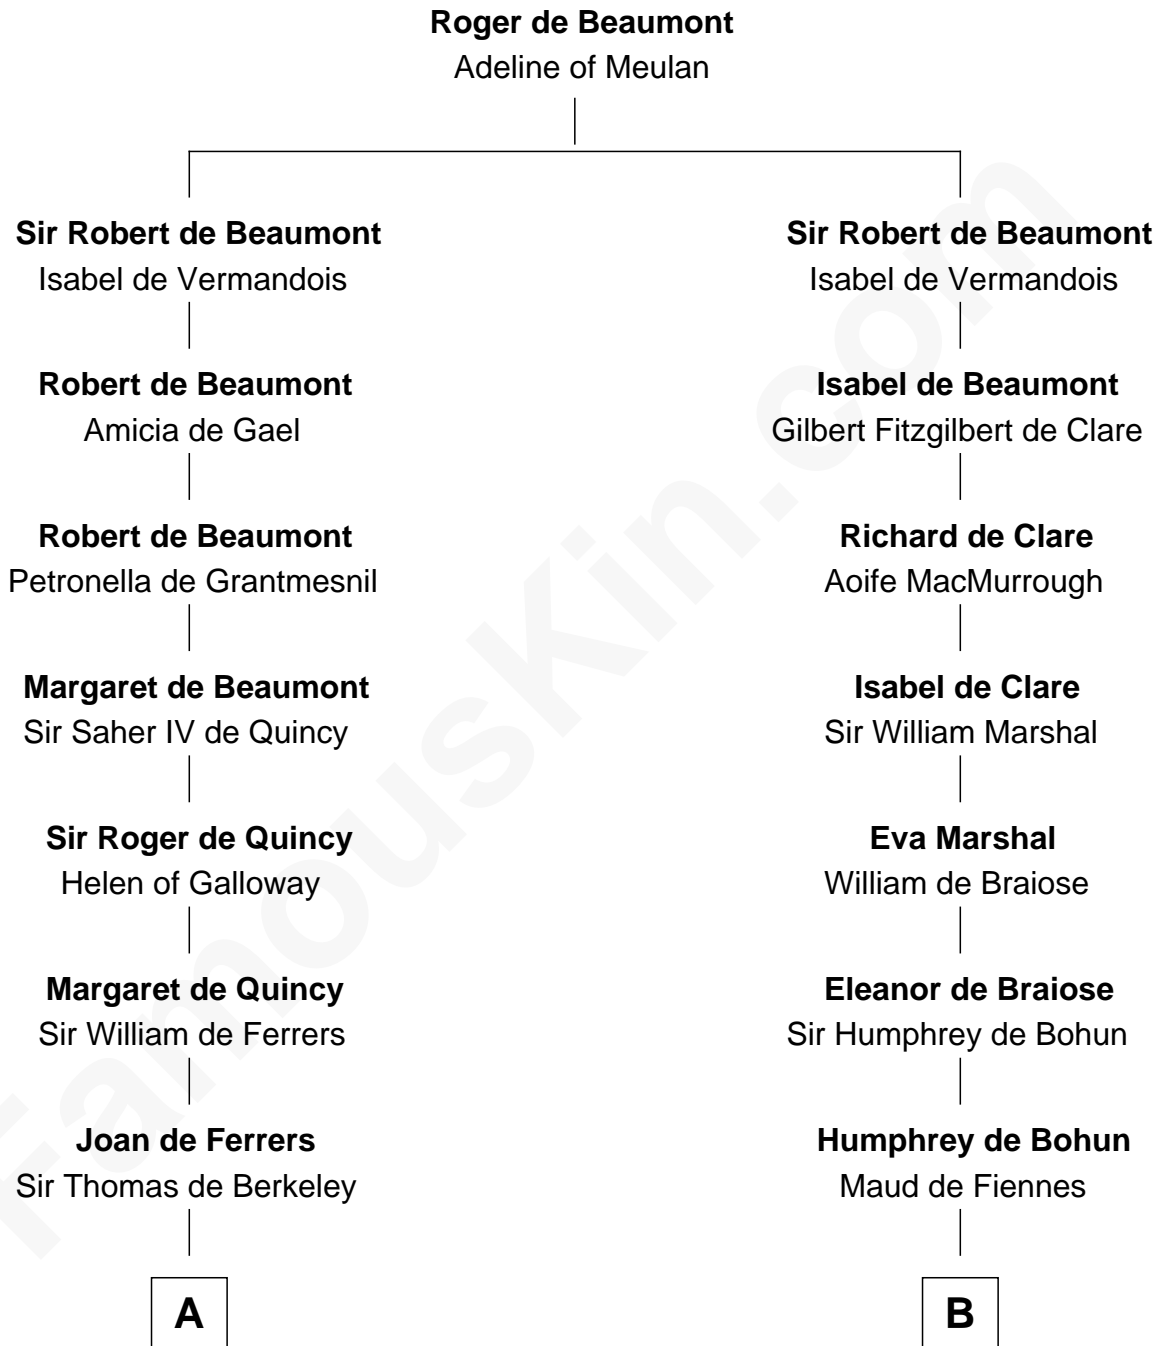 Roger de Beaumont
Adeline of Meulan
Sir Robert de Beaumont
Isabel de Vermandois
Sir Robert de Beaumont
Isabel de Vermandois
Robert de Beaumont
Amicia de Gael
Isabel de Beaumont
Gilbert Fitzgilbert de Clare
Robert de Beaumont
Petronella de Grantmesnil
Richard de Clare
Aoife MacMurrough
Margaret de Beaumont
Sir Saher IV de Quincy
Isabel de Clare
Sir William Marshal
Sir Roger de Quincy
Helen of Galloway
Eva Marshal
William de Braiose
Margaret de Quincy
Sir William de Ferrers
Eleanor de Braiose
Sir Humphrey de Bohun
Joan de Ferrers
Sir Thomas de Berkeley
Humphrey de Bohun
Maud de Fiennes
A
B
FamousKin.com